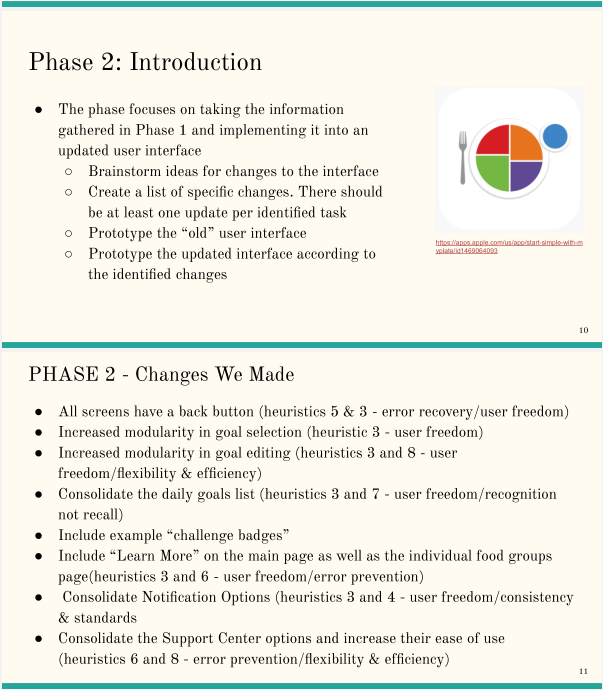 Phase 2: Introduction
● The phase focuses on taking the information
gathered in Phase 1 and implementing it into an
updated user interface
○ Brainstorm ideas for changes to the interface
○ Create a list of specific changes. There should
be at least one update per identified task
○ Prototype the “old” user interface
○ Prototype the updated interface according to
the identified changes
https://apps.apple.com/us/app/start-simple-with-m
yplate/id1469064093
10
PHASE 2 - Changes We Made
● All screens have a back button (heuristics 5 & 3 - error recovery/user freedom)
● Increased modularity in goal selection (heuristic 3 - user freedom)
● Increased modularity in goal editing (heuristics 3 and 8 - user
freedom/flexibility & efficiency)
● Consolidate the daily goals list (heuristics 3 and 7 - user freedom/recognition
not recall)
● Include example “challenge badges”
● Include “Learn More” on the main page as well as the individual food groups
page(heuristics 3 and 6 - user freedom/error prevention)
● Consolidate Notification Options (heuristics 3 and 4 - user freedom/consistency
& standards
● Consolidate the Support Center options and increase their ease of use
(heuristics 6 and 8 - error prevention/flexibility & efficiency)
11